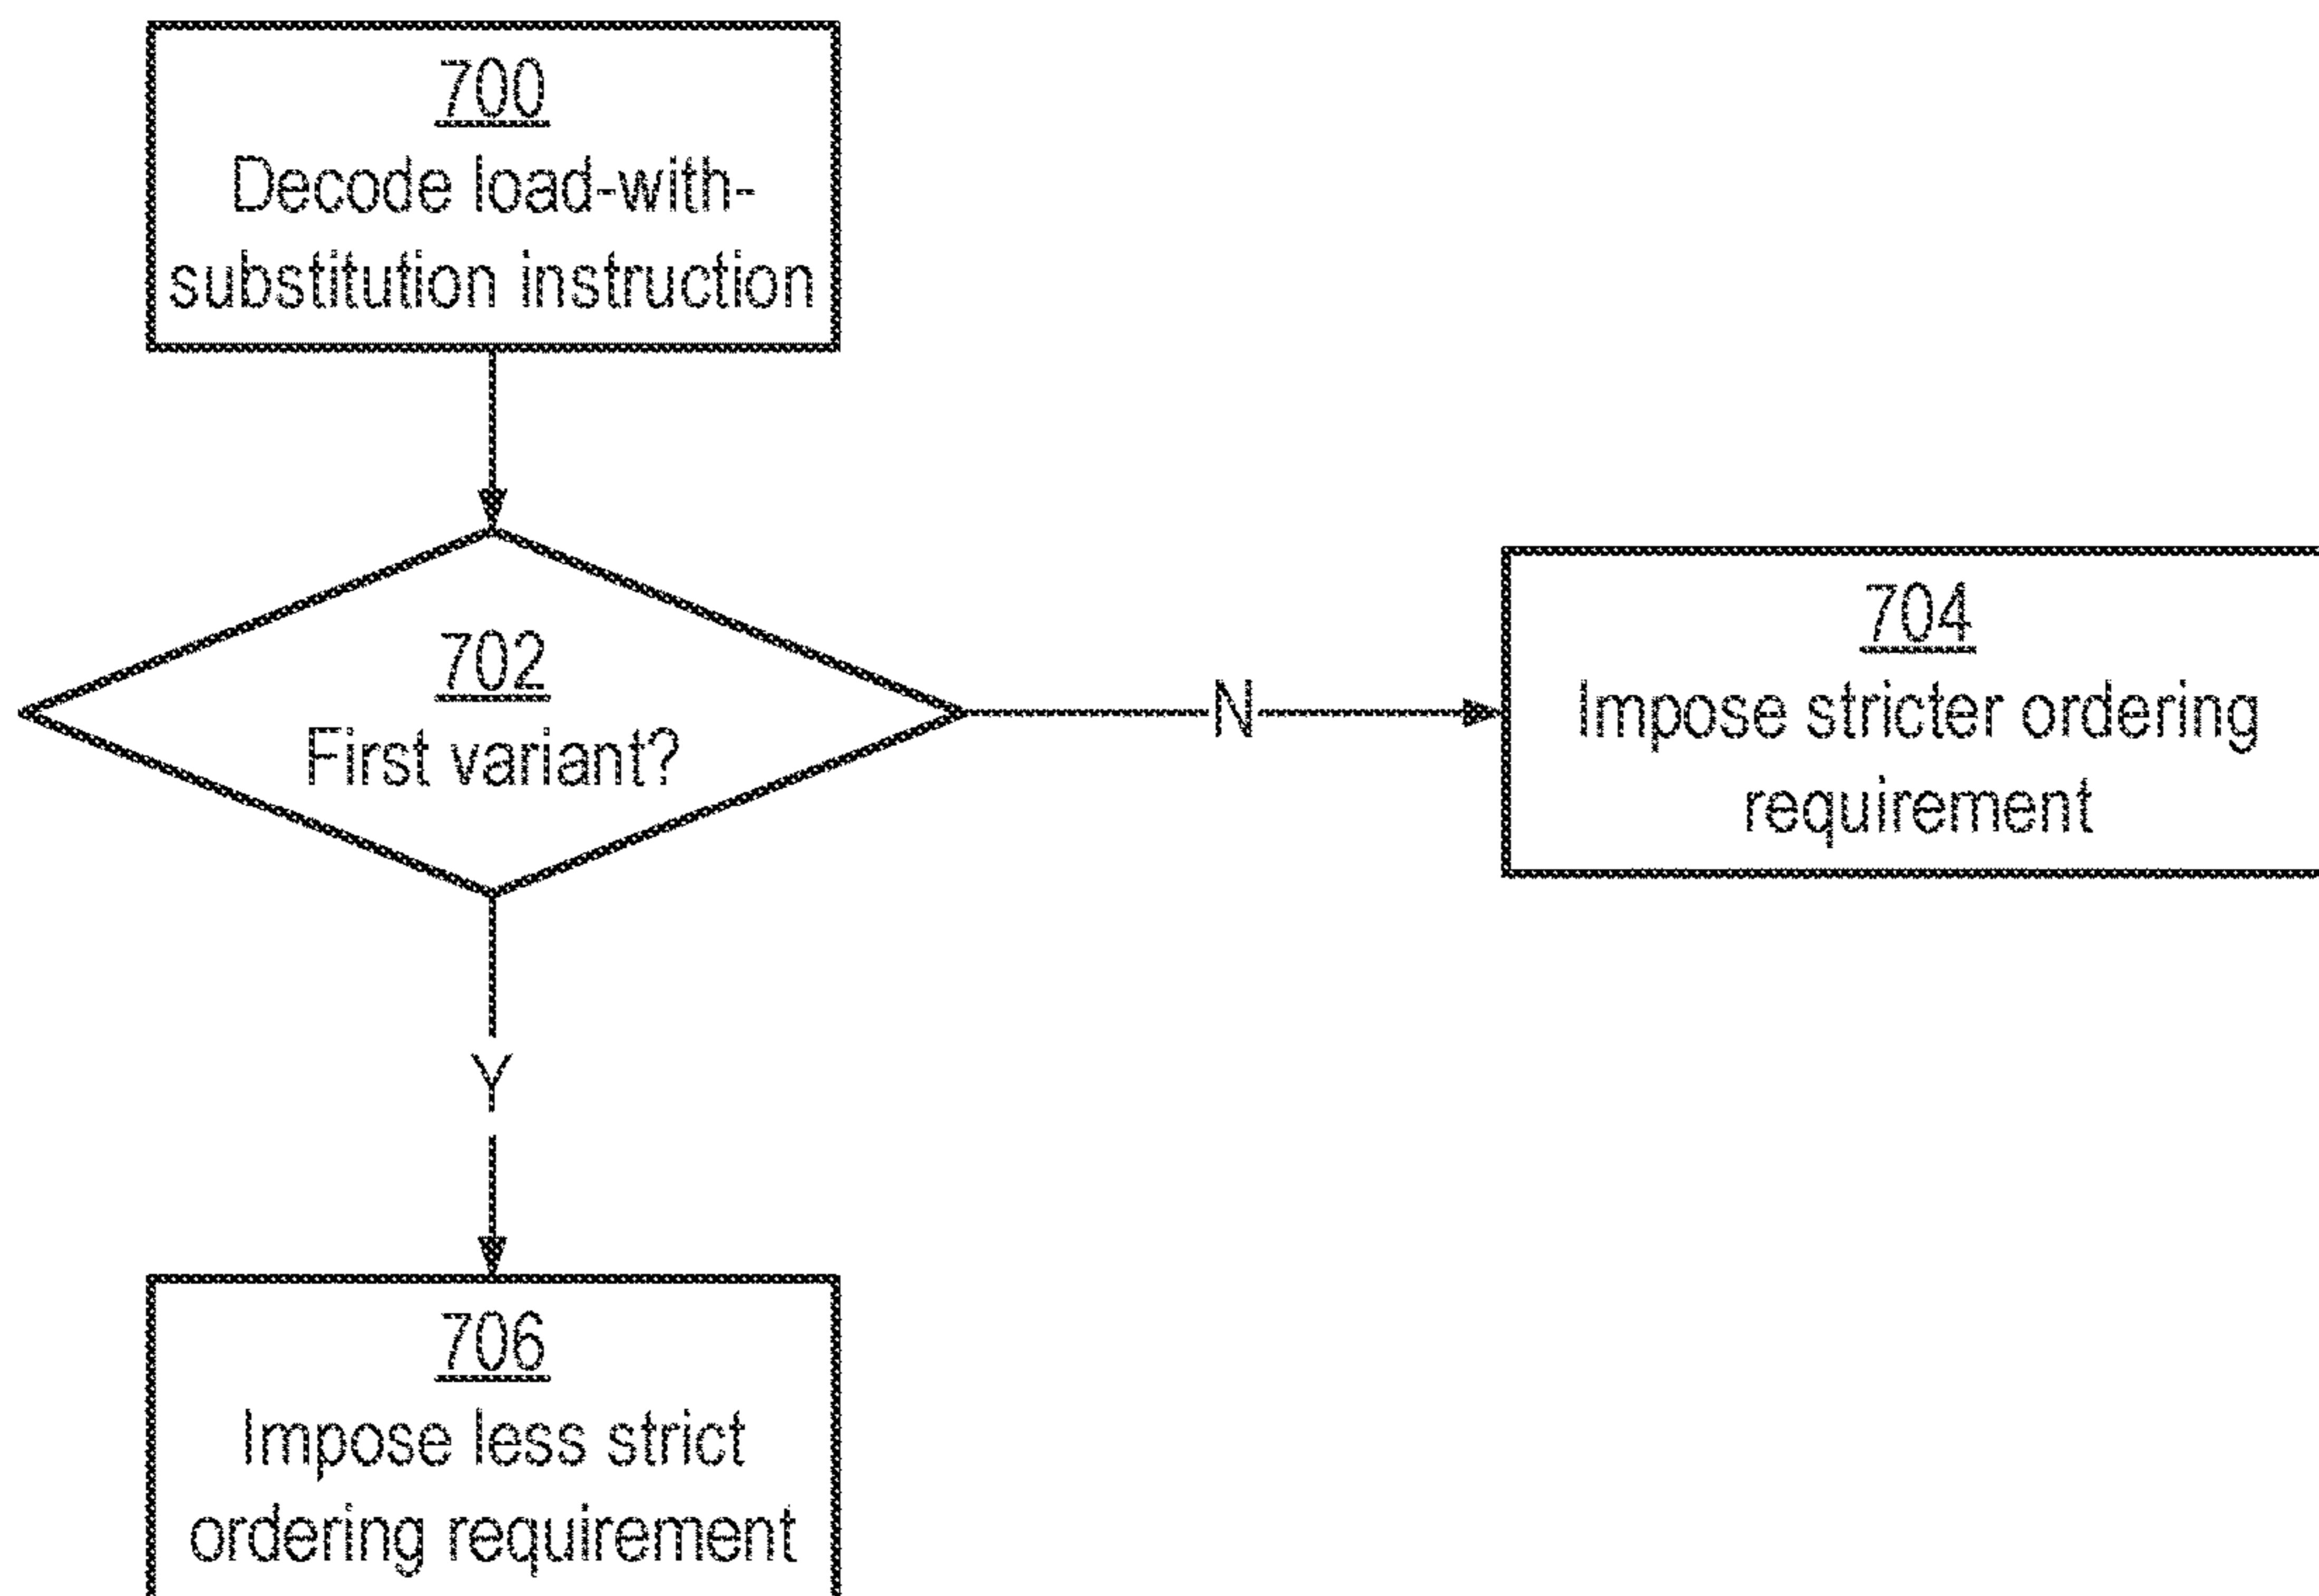 700
Decode load-with-
substitution instruction
702
First variant?
N
704
Impose stricter ordering
requirement
Y
706
Impose less strict
ordering requirement